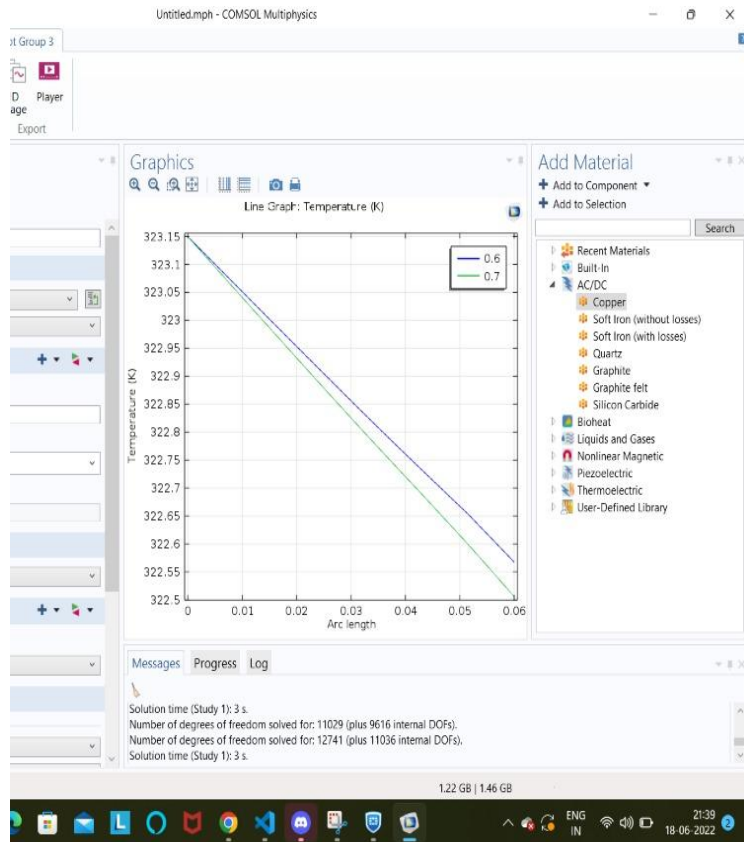 Untitled.mph - COMSOL Multiphysics
ot Group 3
D
age
Player
Export
Graphics
Line Graph: Temperature (K)
323.15
323.1
323.05
323
322.95
322.9
322.85
322.8
322.75
322.7
322.65
322.6
322.55
322.5
Temperature (K)
0.6
0.7
0 0.01 0.02 0.03 0.04 0.05 0.06
Arc length
Add Material
Add to Component
Add to Selection
Search
Recent Materials
Built-In
AC/DC
Copper
Soft Iron (without losses)
Soft Iron (with losses)
Quartz
Graphite
Graphite felt
Silicon Carbide
Bioheat
Liquids and Gases
Nonlinear Magnetic
Piezoelectric
Thermoelectric
User-Defined Library
Messages Progress Log
Solution time (Study 1): 3 s.
Number of degrees of freedom solved for: 11029 (plus 9616 internal DOFs).
Number of degrees of freedom solved for: 12741 (plus 11036 internal DOFs).
Solution time (Study 1): 3 s.
1.22 GB | 1.46 GB
L
ENG
IN
21:39
18-06-2022
2